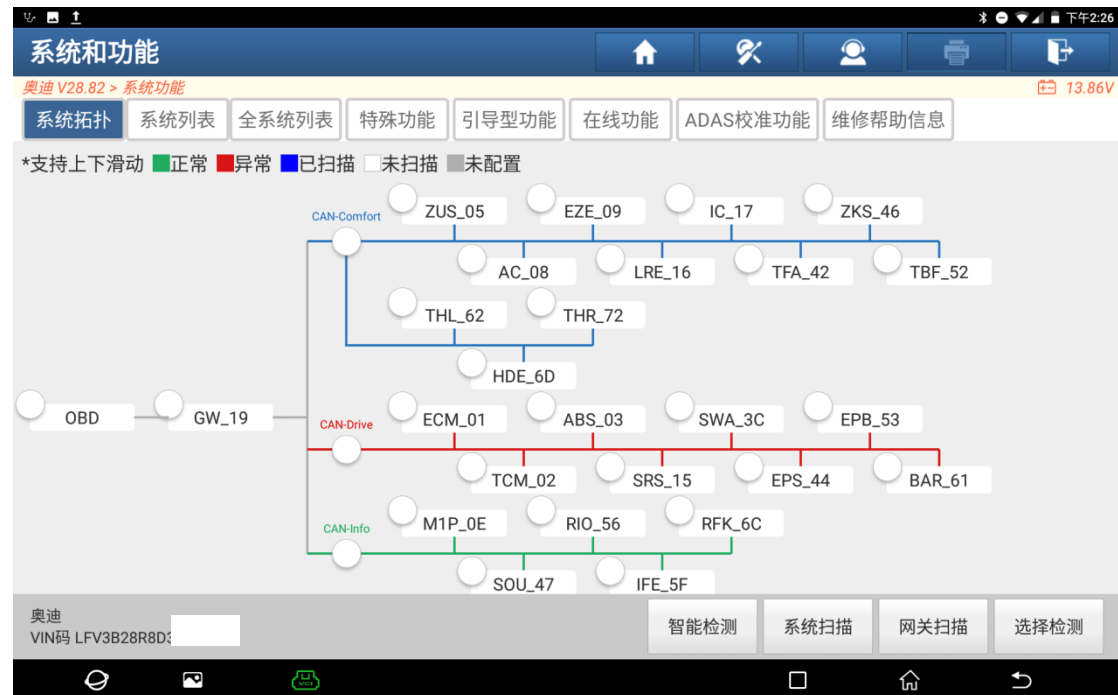 下午2:26
系统和功能
奥迪 V28.82 > 系统功能
13.86V
系统拓扑 系统列表 全系统列表 特殊功能 引导型功能 在线功能 ADAS校准功能 维修帮助信息
*支持上下滑动 正常 异常 已扫描 未扫描 未配置
CAN-Comfort
ZUS_05 EZE_09 IC_17 ZKS_46
AC_08 LRE_16 TFA_42 TBF_52
THL_62 THR_72
HDE_6D
OBD GW_19
CAN-Drive
ECM_01 ABS_03 SWA_3C EPB_53
TCM_02 SRS_15 EPS_44 BAR_61
CAN-Info
M1P_0E RIO_56 RFK_6C
SOU_47 IFE_5F
奥迪
VIN码 LFV3B28R8D3
智能检测 系统扫描 网关扫描 选择检测
VCI